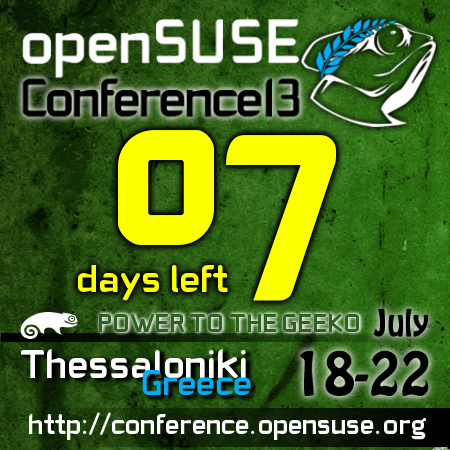 openSUSE
Conference13
07
days left
POWER TO THE GEEKO
July
Thessaloniki
Greece
18-22
http://conference.opensuse.org